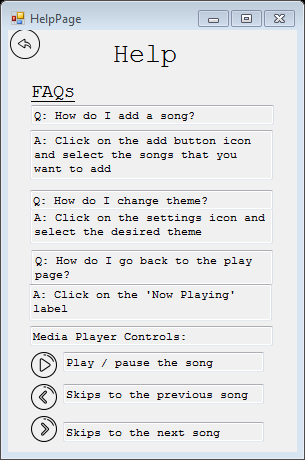 HelpPage
Help
FAQs
Q: How do I add a song?
A: Click on the add button icon
and select the songs that you
want to add
Q: How do I change theme?
A: Click on the settings icon and
select the desired theme
Q: How do I go back to the play
page?
A: Click on the 'Now Playing'
label
Media Player Controls:
Play / pause the song
Skips to the previous song
Skips to the next song